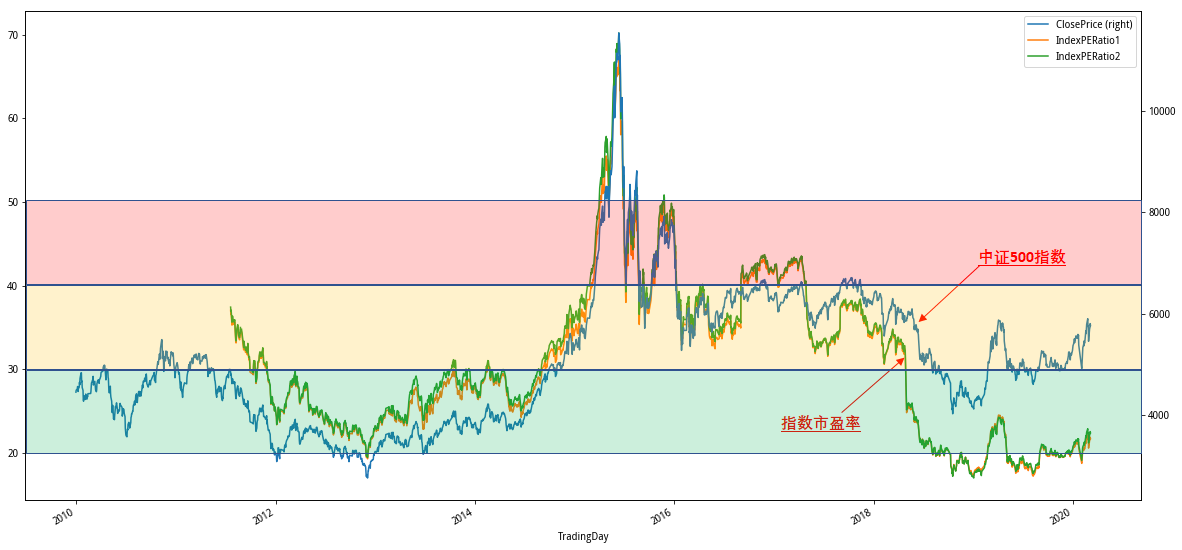 ClosePrice (right)
IndexPERatio1
IndexPERatio2
70
60
50
40
30
20
10000
8000
6000
4000
中证500指数
指数市盈率
2010
2012
2014
2016
2018
2020
TradingDay